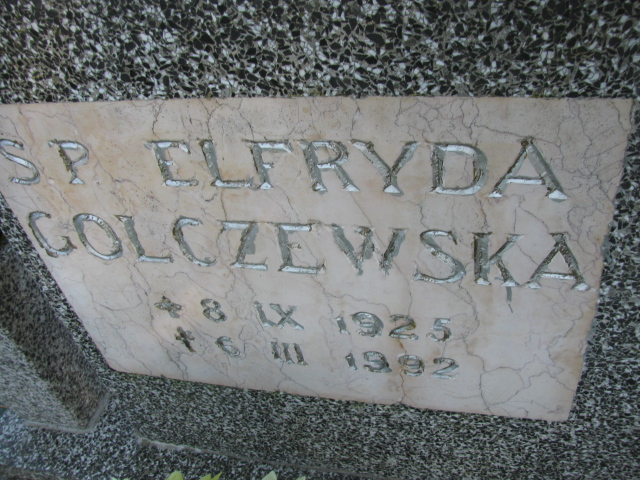 SP ELFRYDA
GOLCZEWSKA
* 8 IX 1925
✝ 6 III 1992